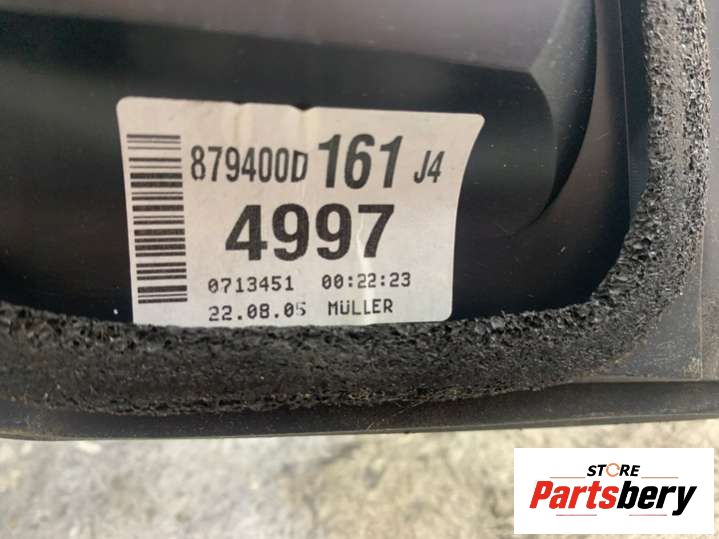 879400D 161 J4
4997
0713451 00:22:23
22.08.05 MÜLLER
STORE
Partsbery